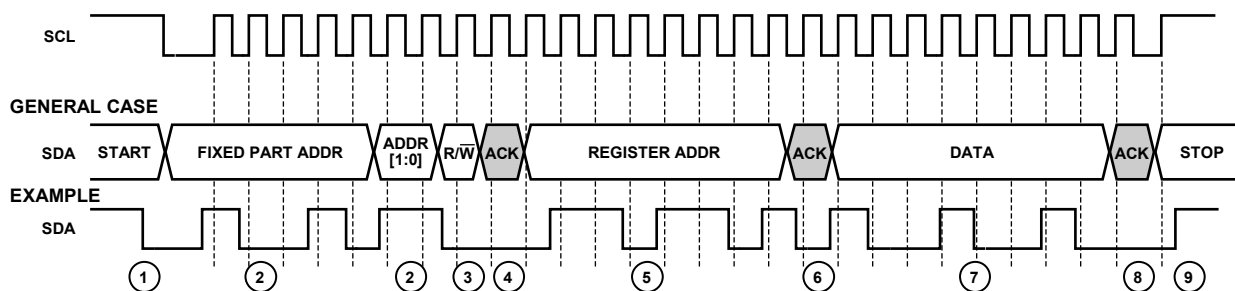 SCL
GENERAL CASE
SDA START FIXED PART ADDR ADDR [1:0] R/W̅ ACK REGISTER ADDR ACK DATA ACK STOP
EXAMPLE
SDA
1 2 2 3 4 5 6 7 8 9